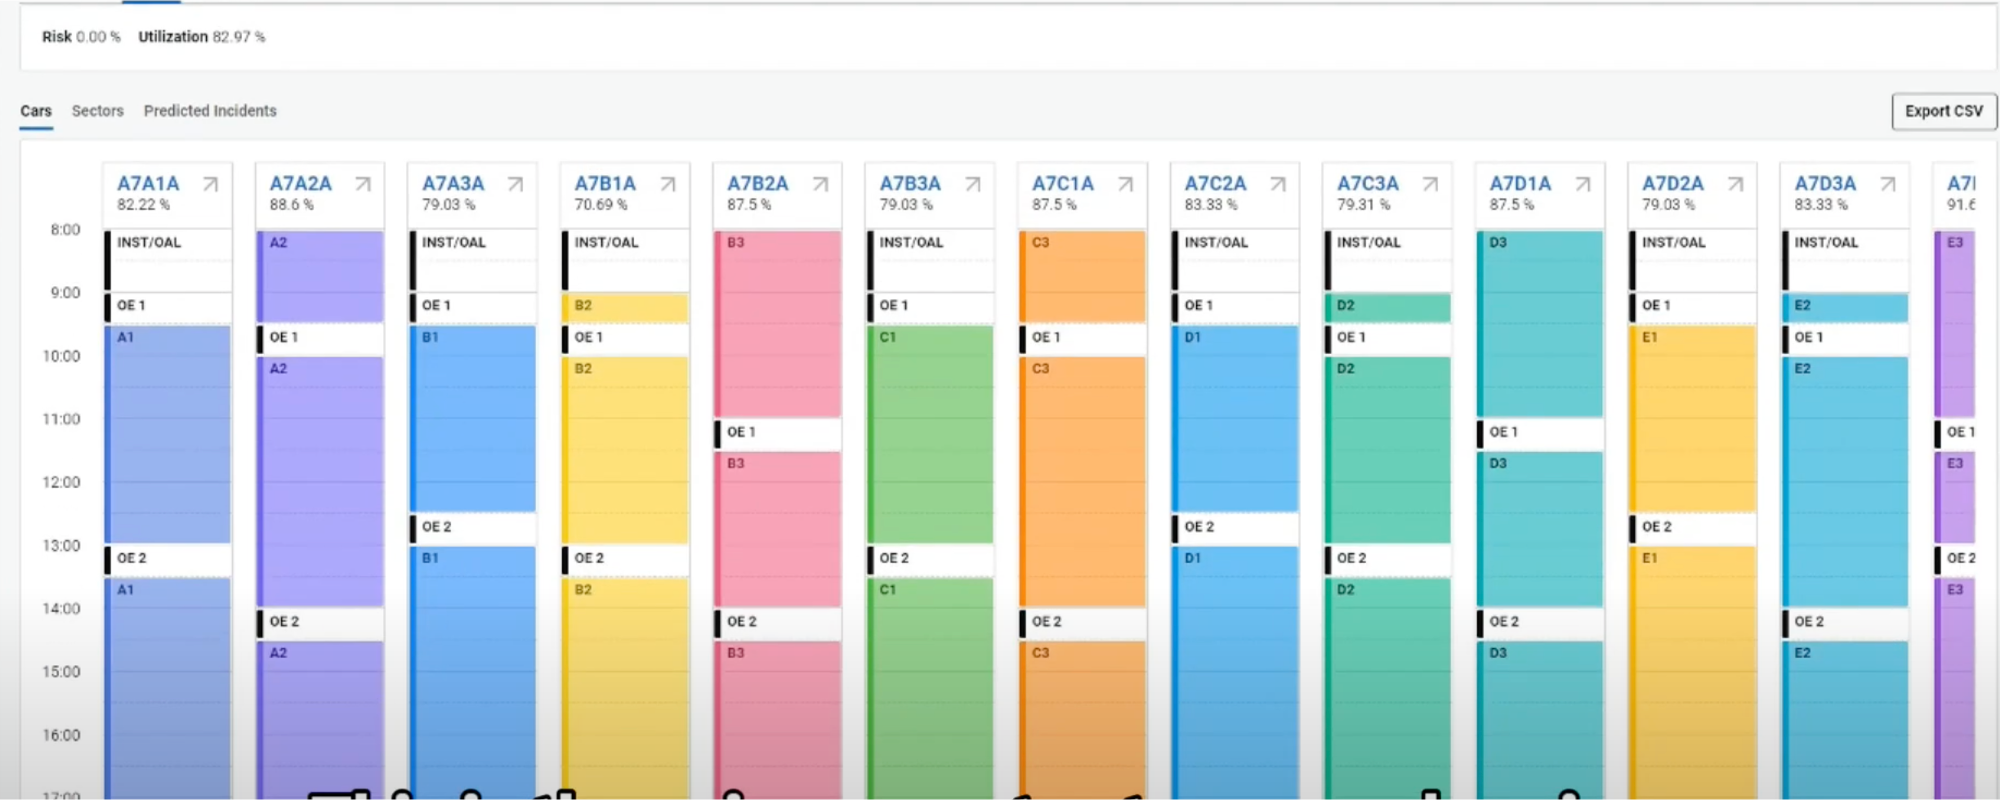 Risk 0.00 % Utilization 82.97 %
Cars Sectors Predicted Incidents Export CSV
A7A1A A7A2A A7A3A A7B1A A7B2A A7B3A A7C1A A7C2A A7C3A A7D1A A7D2A A7D3A
82.22 % 88.6 % 79.03 % 70.69 % 87.5 % 79.03 % 87.5 % 83.33 % 79.31 % 87.5 % 79.03 % 83.33 %
8:00
INST/OAL A2 INST/OAL INST/OAL B3 INST/OAL C3 INST/OAL INST/OAL D3 INST/OAL INST/OAL E3
9:00
OE 1 OE 1 B2 OE 1 OE 1 D2 OE 1 E2
A1 OE 1 B1 OE 1 C1 OE 1 D1 OE 1 E1 OE 1
10:00
A2 B2 C3 D2 E2
11:00
OE 1 OE 1 OE 1
B3 D3 E3
12:00
OE 2 OE 2 OE 2
13:00
OE 2 B1 OE 2 OE 2 D1 OE 2 E1 OE 2
A1 B2 C1 D2 E3
14:00
OE 2 OE 2 OE 2 OE 2 OE 2
A2 B3 C3 D3 E2
15:00
16:00
17:00